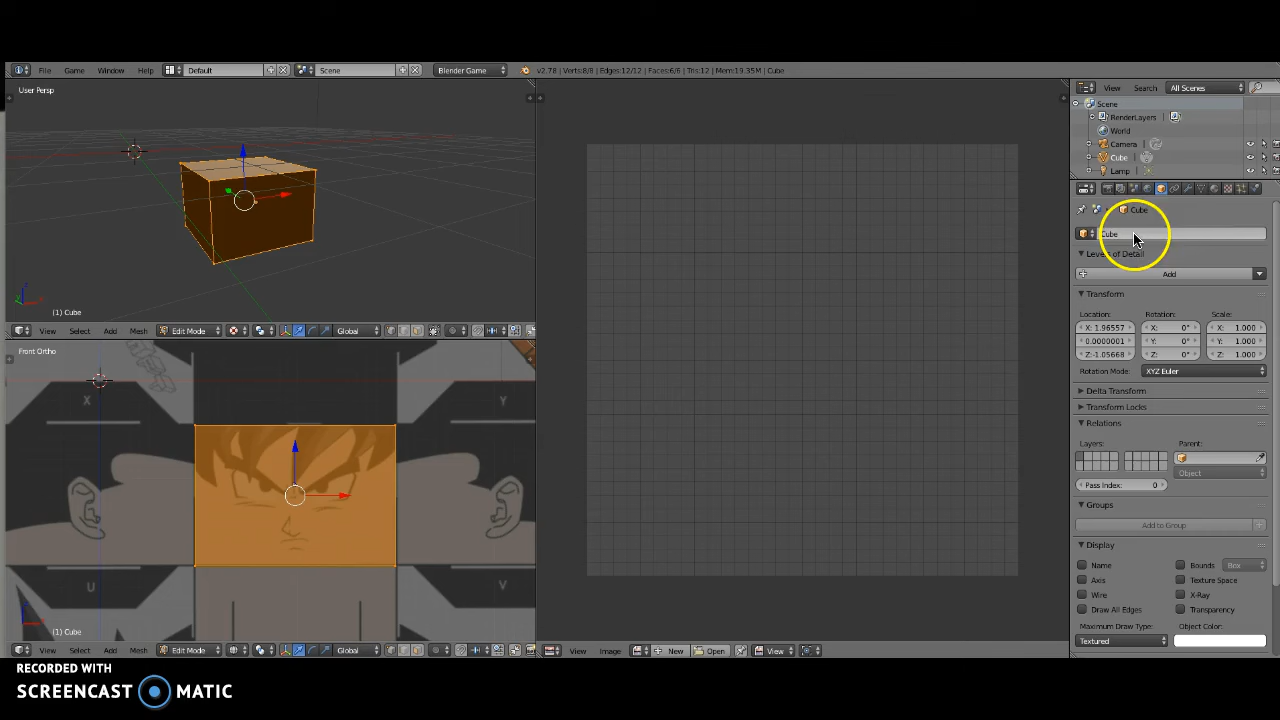 File Game Window Help Default Scene Blender Game v2.78 | Verts:8/8 | Edges:12/12 | Faces:6/6 | Tris:12 | Mem:19.35M | Cube
User Persp
(1) Cube
View Select Add Mesh Edit Mode Global
Front Ortho
X Y
U V
(1) Cube
View Select Add Mesh Edit Mode Global
View Image New Open View
View Search All Scenes
Scene
RenderLayers
World
Camera
Cube
Lamp
Cube
Cube
Levels of Detail
Add
Transform
Location: Rotation: Scale:
X: 1.96557 X: 0° X: 1.000
0.0000001 Y: 0° Y: 1.000
Z:-1.05668 Z: 0° Z: 1.000
Rotation Mode: XYZ Euler
Delta Transform
Transform Locks
Relations
Layers: Parent:
Object
Pass Index: 0
Groups
Add to Group
Display
Name Bounds Box
Axis Texture Space
Wire X-Ray
Draw All Edges Transparency
Maximum Draw Type: Object Color:
Textured
RECORDED WITH
SCREENCAST MATIC